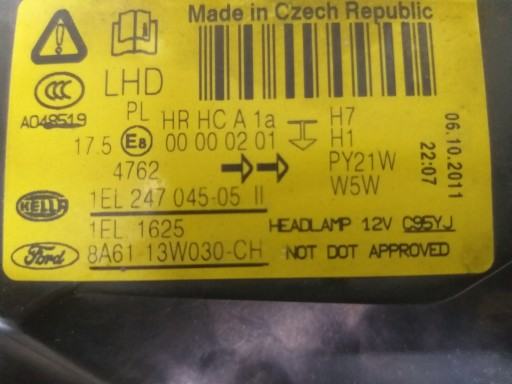 Made in Czech Republic
LHD
A048519
PL HR HC A 1a H7
17.5 E8 00 00 02 01 H1
4762 PY21W
W5W
06.10.2011
22:07
HELLA 1EL 247 045-05 II
1EL 1625 HEADLAMP 12V C95YJ
Ford 8A61-13W030-CH NOT DOT APPROVED